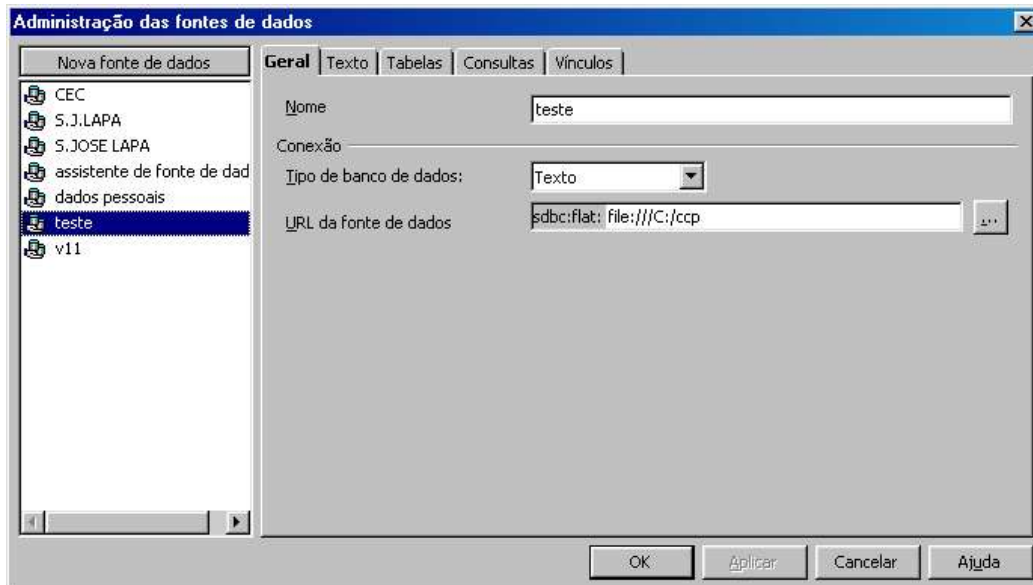 Administração das fontes de dados
Nova fonte de dados
CEC
S.J.LAPA
S.JOSE LAPA
assistente de fonte de dad
dados pessoais
teste
v11
Geral Texto Tabelas Consultas Vínculos
Nome teste
Conexão
Tipo de banco de dados: Texto
URL da fonte de dados sdbc:flat: file:///C:/ccp ...
OK Aplicar Cancelar Ajuda